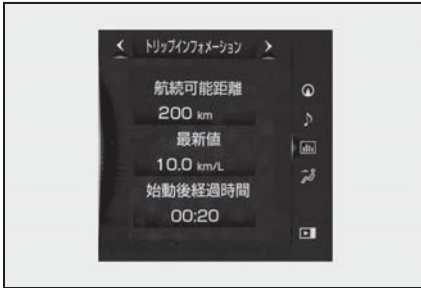 トリップインフォメーション
航続可能距離
200 km
最新値
10.0 km/L
始動後経過時間
00:20